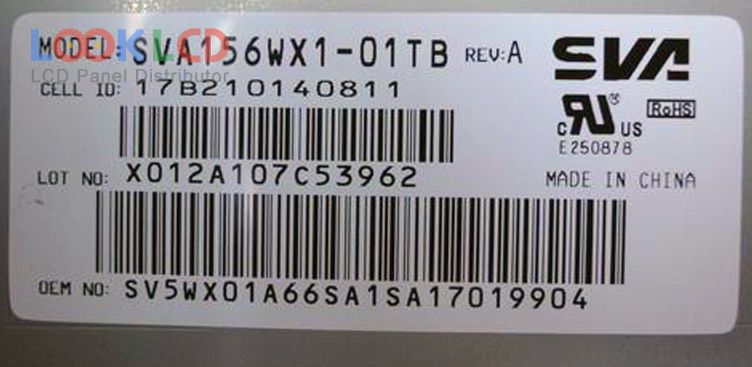 MODEL: SVA156WX1-01TB REV:A
SVA
LOOKLCD
LCD Panel Distributor
CELL ID: 17B210140811
c RU® US
RoHS
E250878
LOT NO: X012A107C53962
MADE IN CHINA
OEM NO: SV5WX01A66SA1SA17019904